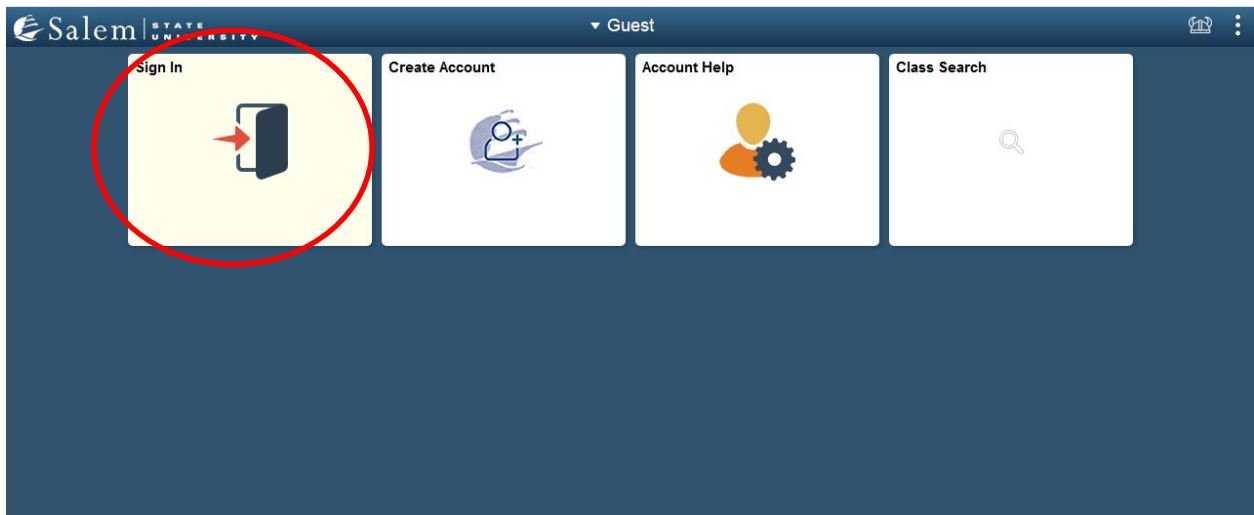 Salem STATE UNIVERSITY
Guest
Sign In
Create Account
Account Help
Class Search